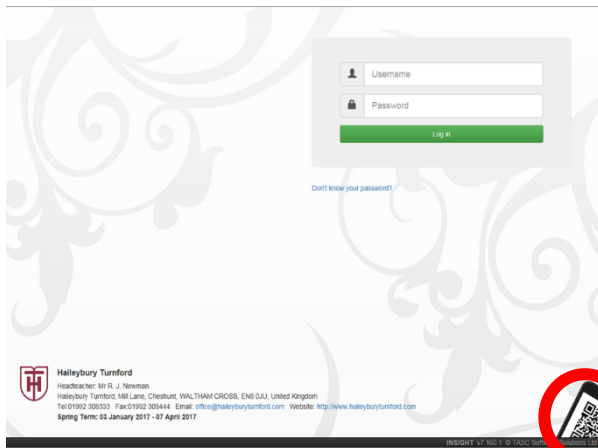 Username
Password
Log in
Don't know your password?
Haileybury Turnford
Headteacher: Mr R. J. Newman
Haileybury Turnford, Mill Lane, Cheshunt, WALTHAM CROSS, EN8 0JU, United Kingdom
Tel:01992 308333 Fax:01992 309444 Email: office@haileyburyturnford.com Website: http://www.haileyburyturnford.com
Spring Term: 03 January 2017 - 07 April 2017
INSIGHT v7.160.1 © TASC Software Solutions Ltd